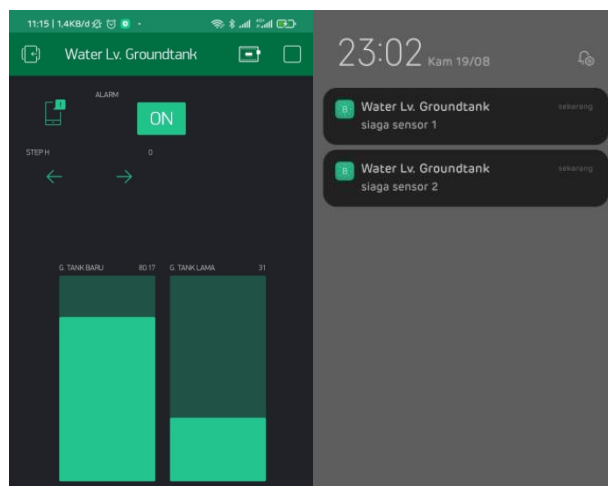 11:15 | 1,4KB/d
Water Lv. Groundtank
ALARM
ON
STEP H 0
G. TANK BARU 80.17 G. TANK LAMA 31
23:02 Kam 19/08
B Water Lv. Groundtank sekarang
siaga sensor 1
B Water Lv. Groundtank sekarang
siaga sensor 2